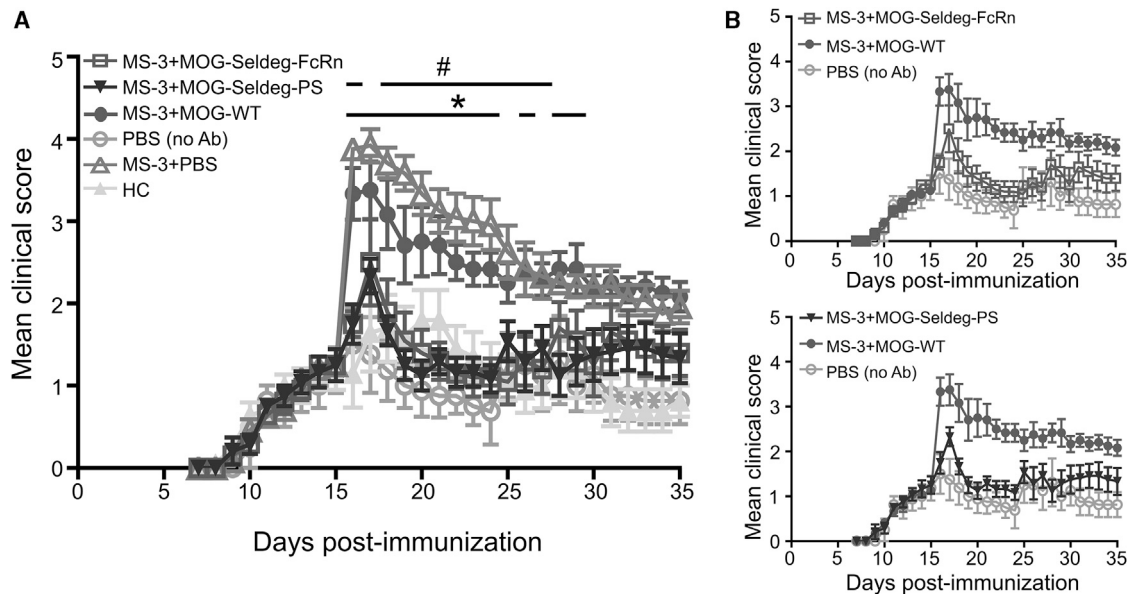 A
MS-3+MOG-Seldeg-FcRn
MS-3+MOG-Seldeg-PS
MS-3+MOG-WT
PBS (no Ab)
MS-3+PBS
HC
#
*
Mean clinical score
5
4
3
2
1
0
0 5 10 15 20 25 30 35
Days post-immunization
B
MS-3+MOG-Seldeg-FcRn
MS-3+MOG-WT
PBS (no Ab)
Mean clinical score
5
4
3
2
1
0
0 5 10 15 20 25 30 35
Days post-immunization
MS-3+MOG-Seldeg-PS
MS-3+MOG-WT
PBS (no Ab)
Mean clinical score
5
4
3
2
1
0
0 5 10 15 20 25 30 35
Days post-immunization